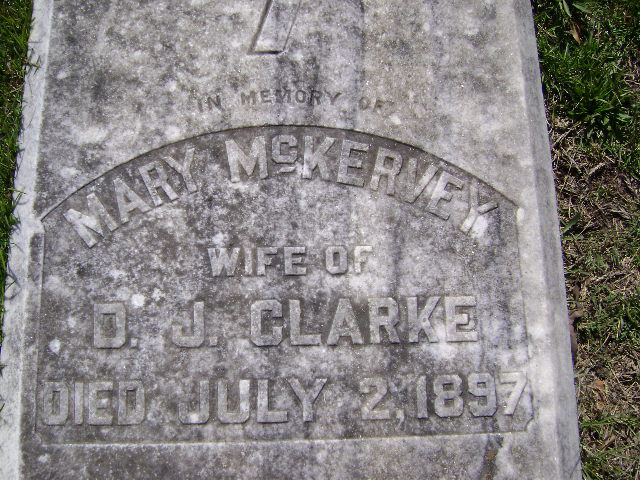 IN MEMORY OF
MARY McKERVEY
WIFE OF
D. J. CLARKE
DIED JULY 2, 1897